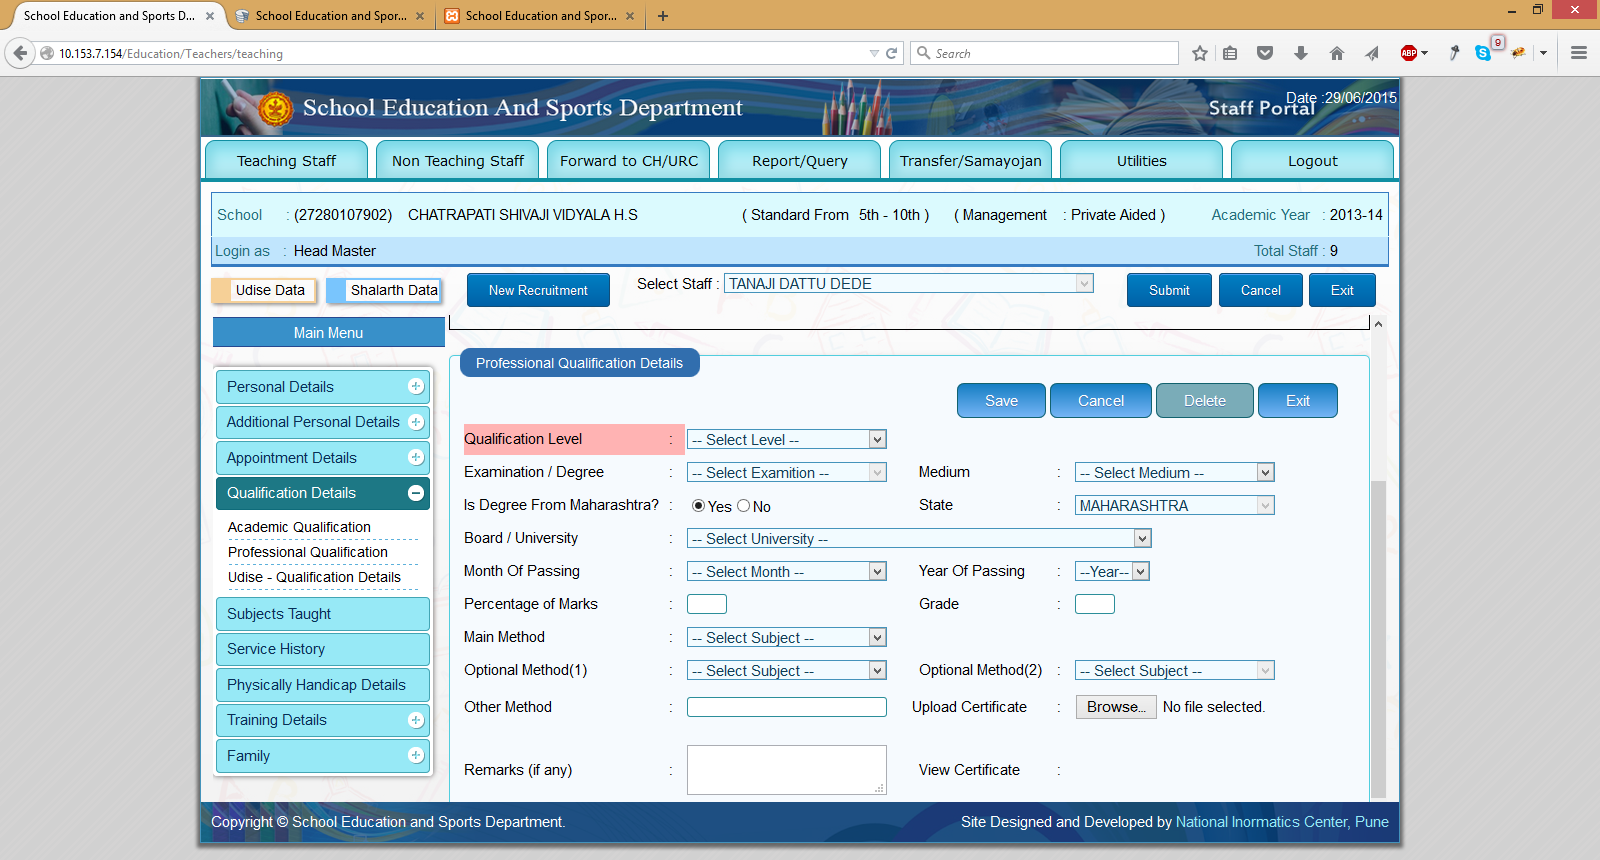 School Education and Sports D... × School Education and Spor... × School Education and Spor... × +
10.153.7.154/Education/Teachers/teaching Search ABP 9
School Education And Sports Department Date :29/06/2015
Staff Portal
Teaching Staff Non Teaching Staff Forward to CH/URC Report/Query Transfer/Samayojan Utilities Logout
School : (27280107902) CHATRAPATI SHIVAJI VIDYALA H.S ( Standard From 5th - 10th ) ( Management : Private Aided ) Academic Year : 2013-14
Login as : Head Master Total Staff : 9
Udise Data Shalarth Data New Recruitment Select Staff : TANAJI DATTU DEDE Submit Cancel Exit
Main Menu
Professional Qualification Details
Personal Details
Additional Personal Details
Appointment Details
Qualification Details
Academic Qualification
Professional Qualification
Udise - Qualification Details
Subjects Taught
Service History
Physically Handicap Details
Training Details
Family
Save Cancel Delete Exit
Qualification Level : -- Select Level --
Examination / Degree : -- Select Examition -- Medium : -- Select Medium --
Is Degree From Maharashtra? : Yes No State : MAHARASHTRA
Board / University : -- Select University --
Month Of Passing : -- Select Month -- Year Of Passing : --Year--
Percentage of Marks : Grade :
Main Method : -- Select Subject --
Optional Method(1) : -- Select Subject -- Optional Method(2) : -- Select Subject --
Other Method : Upload Certificate : Browse... No file selected.
Remarks (if any) : View Certificate :
Copyright © School Education and Sports Department. Site Designed and Developed by National Inormatics Center, Pune